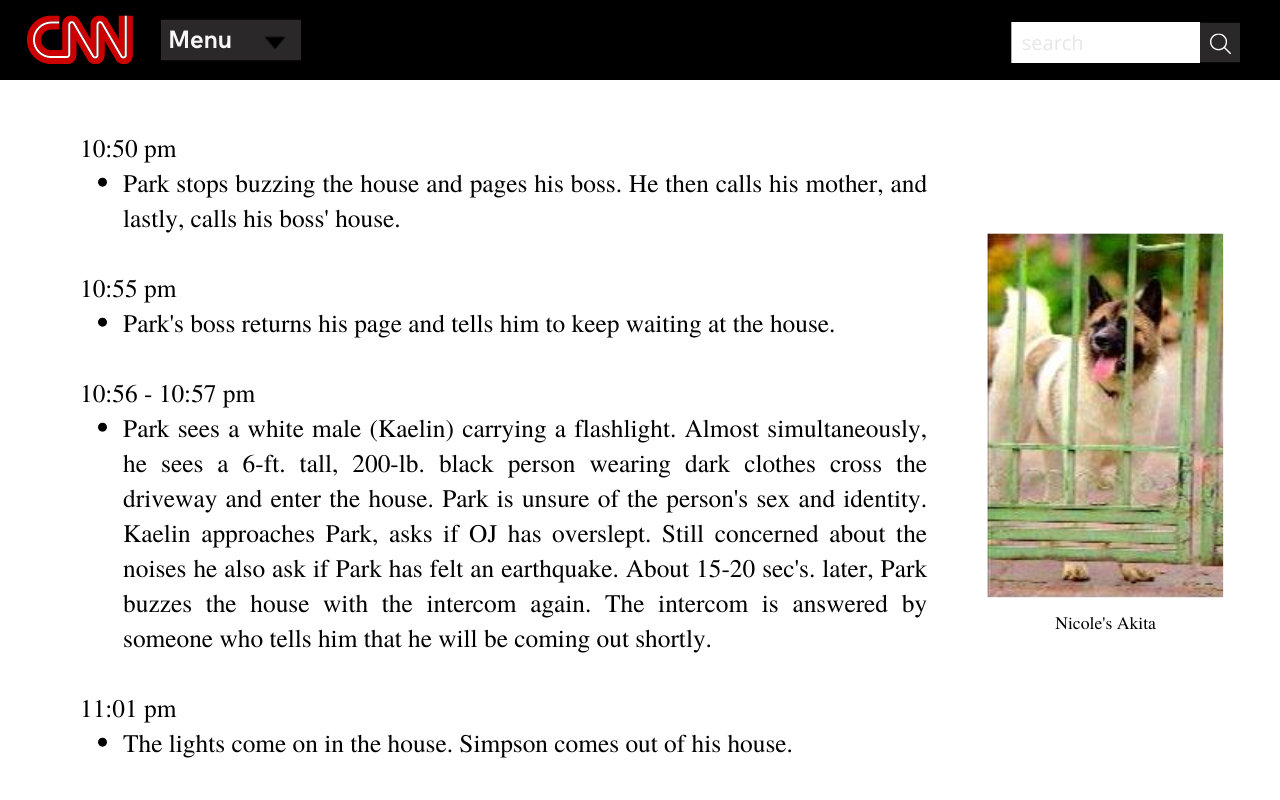 CNN
Menu
search
10:50 pm
• Park stops buzzing the house and pages his boss. He then calls his mother, and
lastly, calls his boss' house.
10:55 pm
• Park's boss returns his page and tells him to keep waiting at the house.
10:56 - 10:57 pm
• Park sees a white male (Kaelin) carrying a flashlight. Almost simultaneously,
he sees a 6-ft. tall, 200-lb. black person wearing dark clothes cross the
driveway and enter the house. Park is unsure of the person's sex and identity.
Kaelin approaches Park, asks if OJ has overslept. Still concerned about the
noises he also ask if Park has felt an earthquake. About 15-20 sec's. later, Park
buzzes the house with the intercom again. The intercom is answered by
someone who tells him that he will be coming out shortly.
11:01 pm
• The lights come on in the house. Simpson comes out of his house.
Nicole's Akita